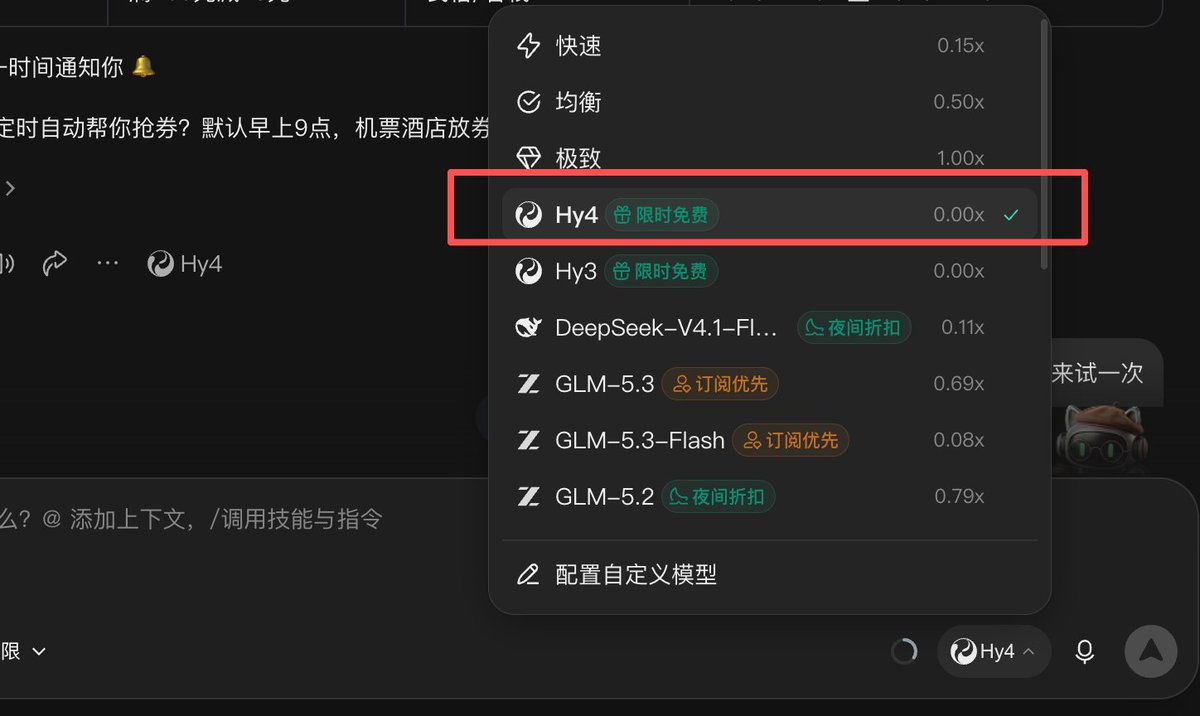 一时间通知你 🔔
定时自动帮你抢券？默认早上9点，机票酒店放券
Hy4
快速 0.15x
均衡 0.50x
极致 1.00x
Hy4 限时免费 0.00x
Hy3 限时免费 0.00x
DeepSeek-V4.1-Fl... 夜间折扣 0.11x
GLM-5.3 订阅优先 0.69x
GLM-5.3-Flash 订阅优先 0.08x
GLM-5.2 夜间折扣 0.79x
配置自定义模型
来试一次
么？@ 添加上下文，/调用技能与指令
限
Hy4